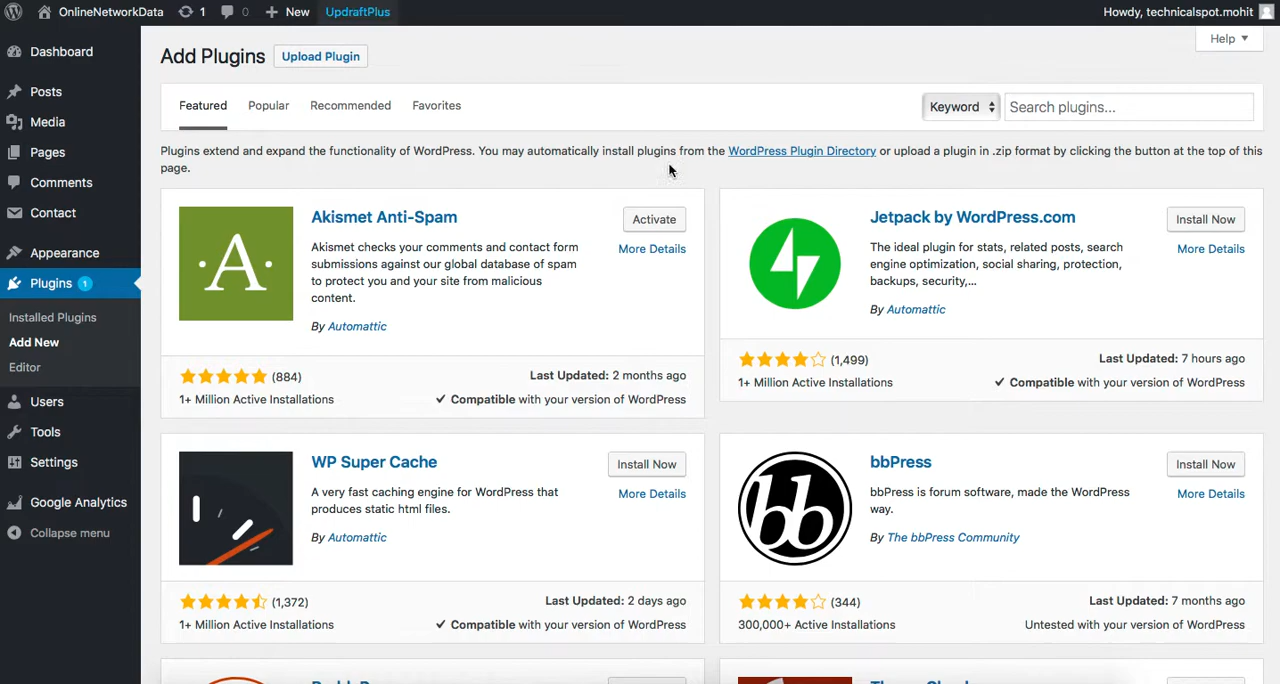 OnlineNetworkData 1 0 New UpdraftPlus Howdy, technicalspot.mohit
Help
Dashboard
Posts
Media
Pages
Comments
Contact
Appearance
Plugins 1
Installed Plugins
Add New
Editor
Users
Tools
Settings
Google Analytics
Collapse menu
Add Plugins Upload Plugin
Featured Popular Recommended Favorites Keyword Search plugins...
Plugins extend and expand the functionality of WordPress. You may automatically install plugins from the WordPress Plugin Directory or upload a plugin in .zip format by clicking the button at the top of this
page.
A
Akismet Anti-Spam
Activate
More Details
Akismet checks your comments and contact form
submissions against our global database of spam
to protect you and your site from malicious
content.
By Automattic
(884)
Last Updated: 2 months ago
1+ Million Active Installations
✓ Compatible with your version of WordPress
Jetpack by WordPress.com
Install Now
More Details
The ideal plugin for stats, related posts, search
engine optimization, social sharing, protection,
backups, security,...
By Automattic
(1,499)
Last Updated: 7 hours ago
1+ Million Active Installations
✓ Compatible with your version of WordPress
WP Super Cache
Install Now
More Details
A very fast caching engine for WordPress that
produces static html files.
By Automattic
(1,372)
Last Updated: 2 days ago
1+ Million Active Installations
✓ Compatible with your version of WordPress
bb
bbPress
Install Now
More Details
bbPress is forum software, made the WordPress
way.
By The bbPress Community
(344)
Last Updated: 7 months ago
300,000+ Active Installations
Untested with your version of WordPress